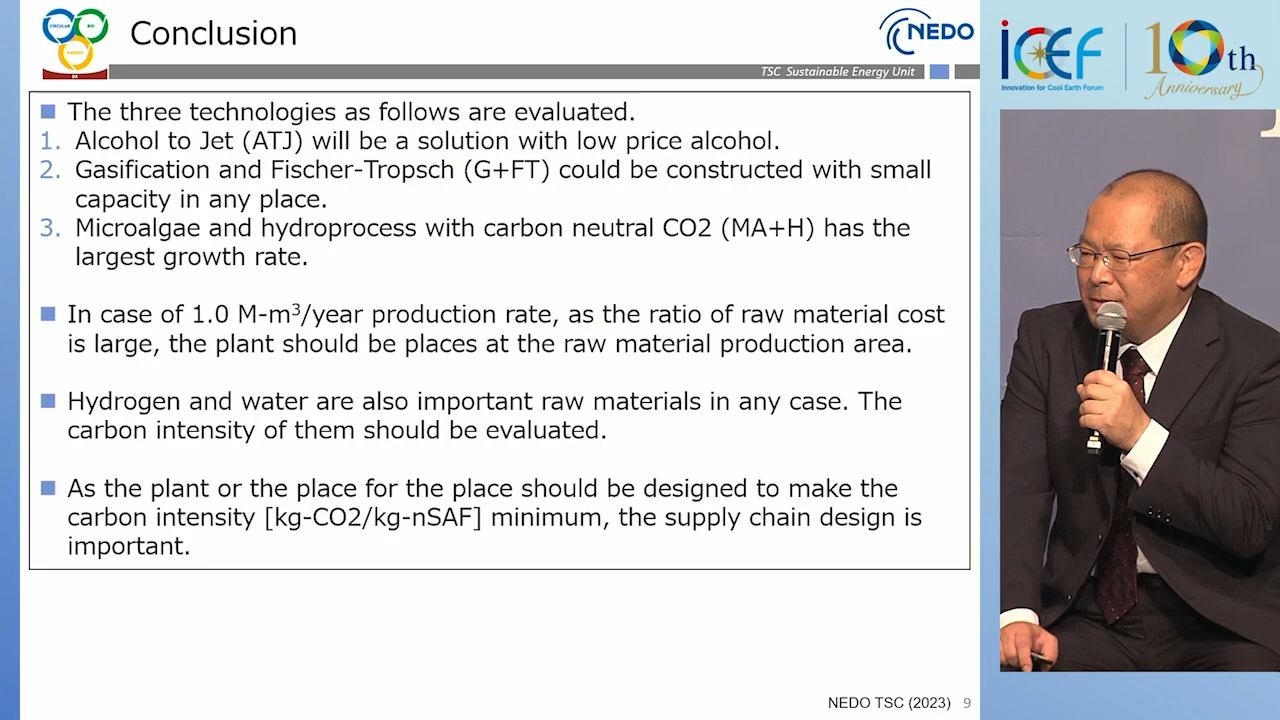 CIRCULAR
BIO
ENERGY
Conclusion
NEDO
TSC Sustainable Energy Unit
■ The three technologies as follows are evaluated.
1. Alcohol to Jet (ATJ) will be a solution with low price alcohol.
2. Gasification and Fischer-Tropsch (G+FT) could be constructed with small
capacity in any place.
3. Microalgae and hydroprocess with carbon neutral CO2 (MA+H) has the
largest growth rate.
■ In case of 1.0 M-m³/year production rate, as the ratio of raw material cost
is large, the plant should be places at the raw material production area.
■ Hydrogen and water are also important raw materials in any case. The
carbon intensity of them should be evaluated.
■ As the plant or the place for the place should be designed to make the
carbon intensity [kg-CO2/kg-nSAF] minimum, the supply chain design is
important.
NEDO TSC (2023) 9
ICEF
Innovation for Cool Earth Forum
10th
Anniversary